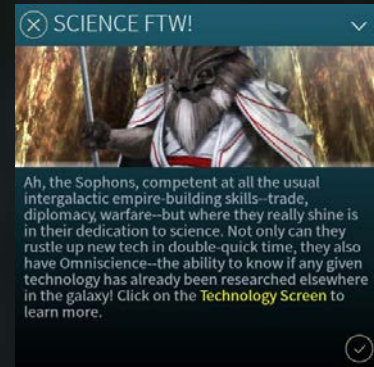 SCIENCE FTW!
Ah, the Sophons, competent at all the usual
intergalactic empire-building skills--trade,
diplomacy, warfare--but where they really shine is
in their dedication to science. Not only can they
rustle up new tech in double-quick time, they also
have Omniscience--the ability to know if any given
technology has already been researched elsewhere
in the galaxy! Click on the Technology Screen to
learn more.